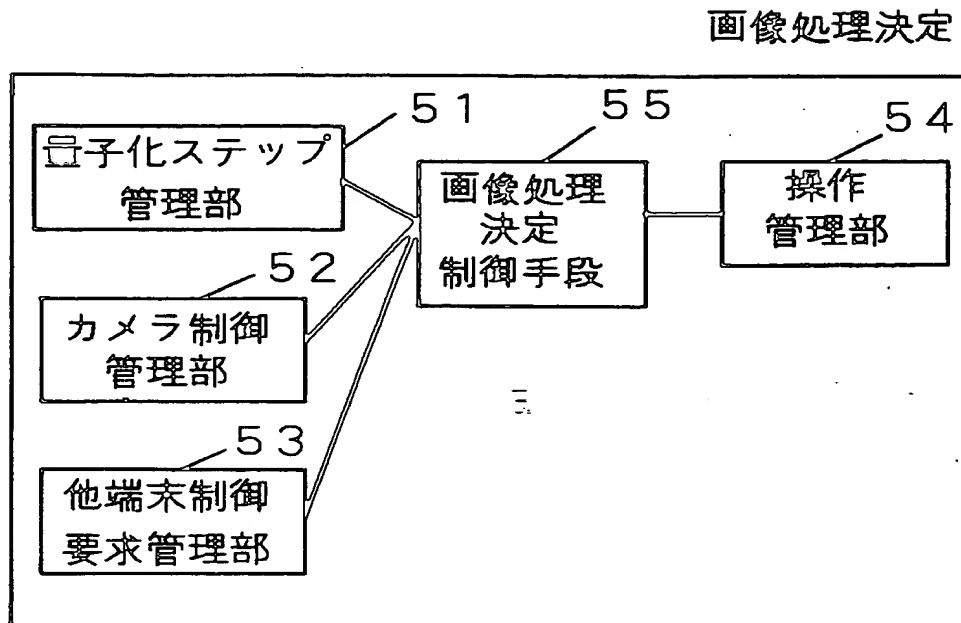 画像処理決定
51
量子化ステップ
管理部
55
画像処理
決定
制御手段
54
操作
管理部
52
カメラ制御
管理部
53
他端末制御
要求管理部